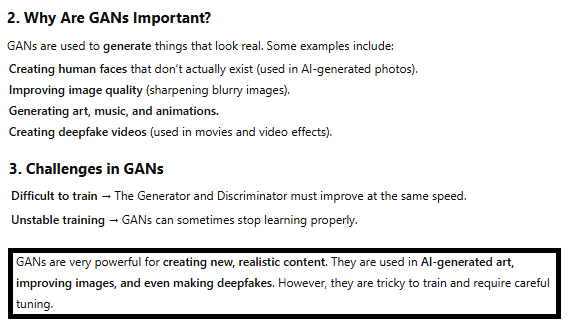 2. Why Are GANs Important?
GANs are used to generate things that look real. Some examples include:
Creating human faces that don't actually exist (used in AI-generated photos).
Improving image quality (sharpening blurry images).
Generating art, music, and animations.
Creating deepfake videos (used in movies and video effects).
3. Challenges in GANs
Difficult to train → The Generator and Discriminator must improve at the same speed.
Unstable training → GANs can sometimes stop learning properly.
GANs are very powerful for creating new, realistic content. They are used in AI-generated art,
improving images, and even making deepfakes. However, they are tricky to train and require careful
tuning.